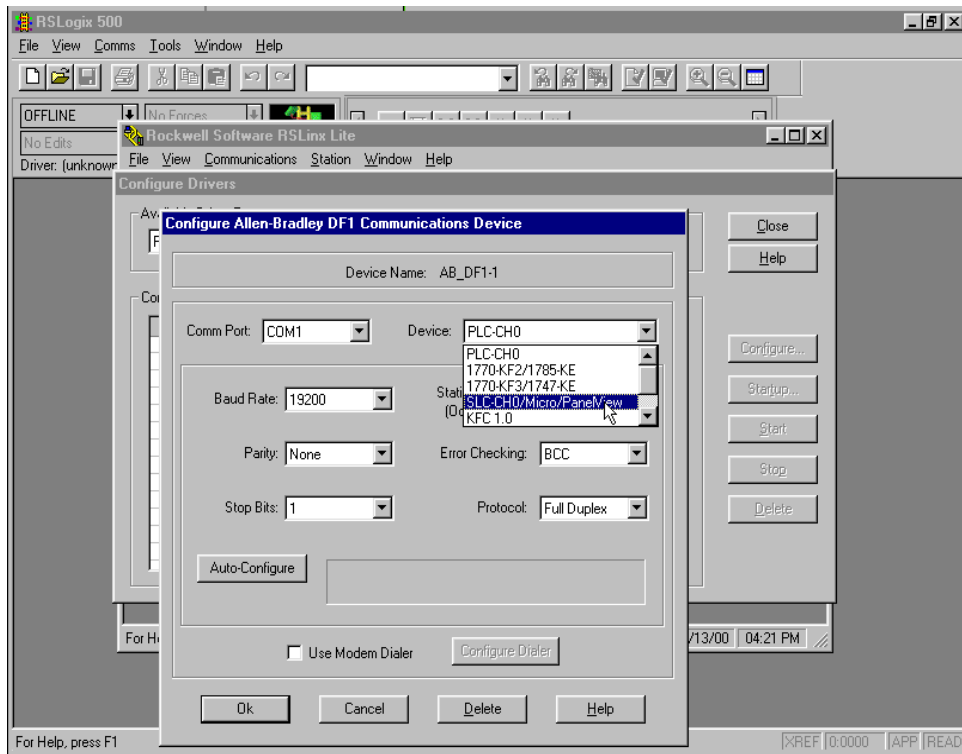 RSLogix 500
File View Comms Tools Window Help
OFFLINE
No Forces
No Edits
Driver: (unknown
Rockwell Software RSLinx Lite
File View Communications Station Window Help
Configure Drivers
Close
Help
Configure...
Startup...
Start
Stop
Delete
Configure Allen-Bradley DF1 Communications Device
Device Name: AB_DF1-1
Comm Port: COM1
Device: PLC-CH0
PLC-CH0
1770-KF2/1785-KE
1770-KF3/1747-KE
SLC-CH0/Micro/PanelView
KFC 1.0
Baud Rate: 19200
Parity: None
Error Checking: BCC
Stop Bits: 1
Protocol: Full Duplex
Auto-Configure
Use Modem Dialer
Configure Dialer
Ok
Cancel
Delete
Help
/13/00 04:21 PM
For Help, press F1
XREF 0:0000 APP READ